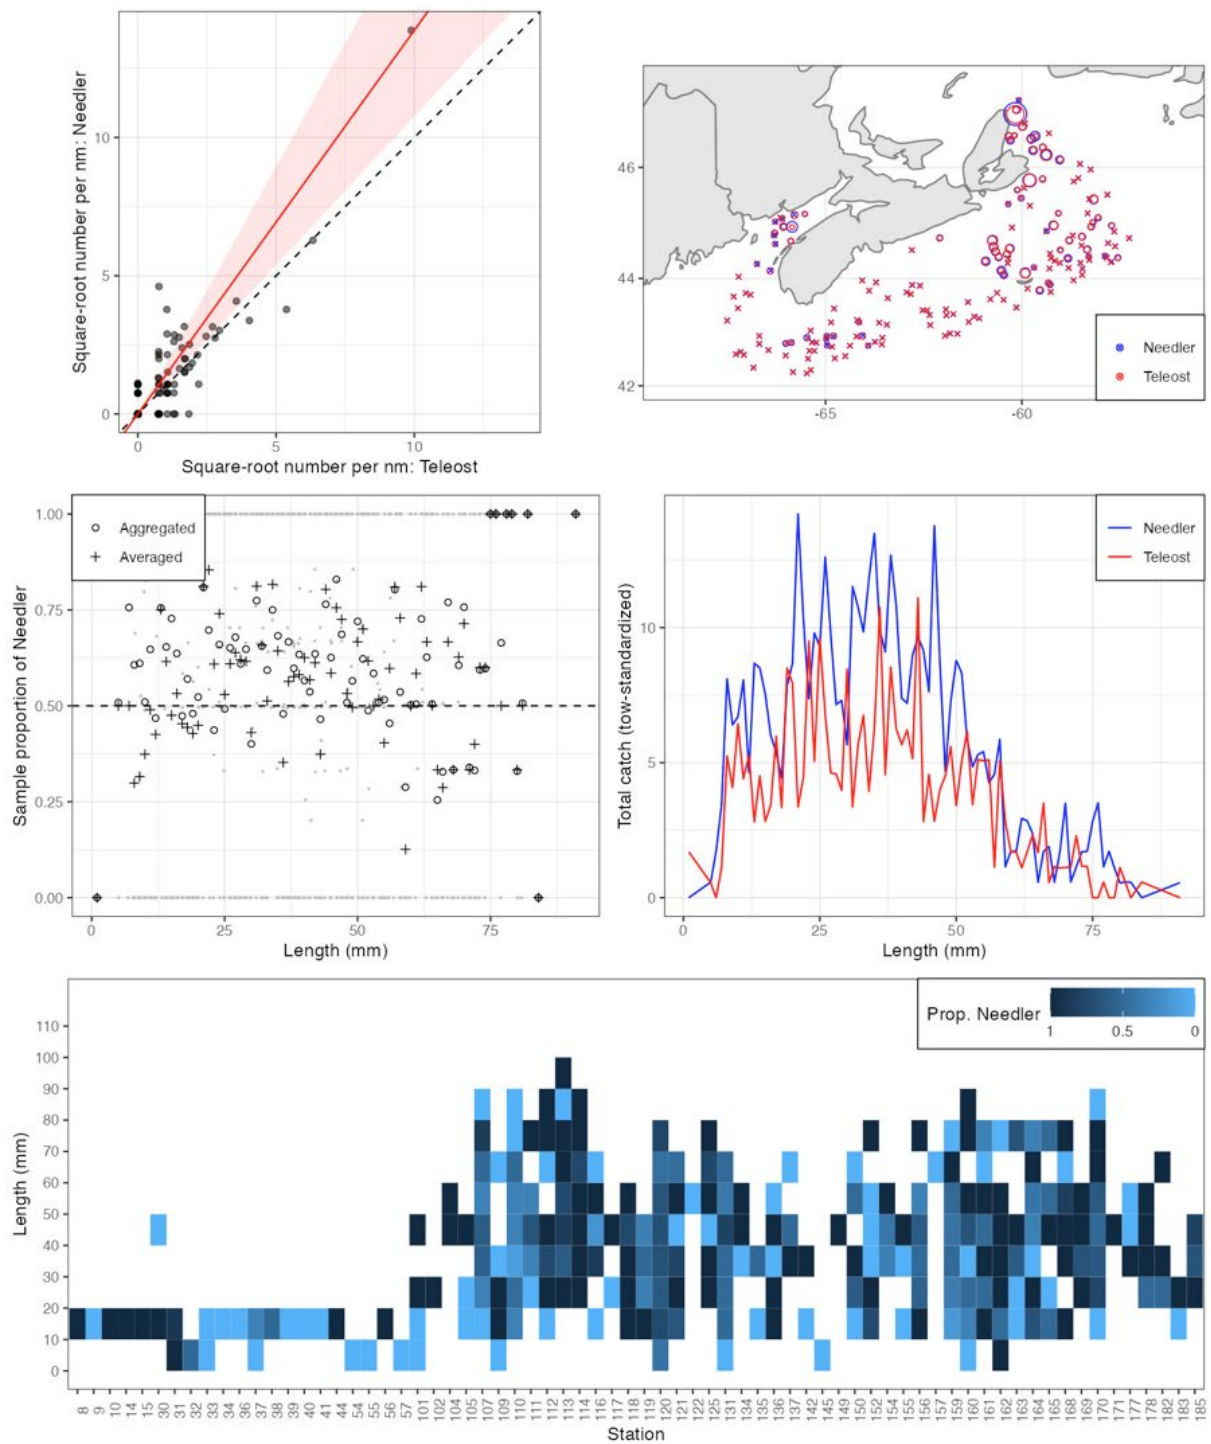 Square-root number per nm: Needler
10
5
0
0
5
10
Square-root number per nm: Teleost
46
44
42
-65
-60
Needler
Teleost
Sample proportion of Needler
1.00
0.75
0.50
0.25
0.00
Aggregated
Averaged
0
25
50
75
Length (mm)
Total catch (tow-standardized)
10
5
0
Needler
Teleost
0
25
50
75
Length (mm)
Prop. Needler
1 0.5 0
Length (mm)
110
100
90
80
70
60
50
40
30
20
10
0
8 9 10 14 15 30 31 32 33 34 36 37 38 39 40 41 44 54 55 56 57 101 102 104 105 107 109 110 111 112 113 114 116 117 118 119 120 121 122 125 131 134 135 136 137 142 145 149 150 152 154 155 156 157 159 160 161 162 163 164 165 168 169 170 171 177 178 182 183 185
Station